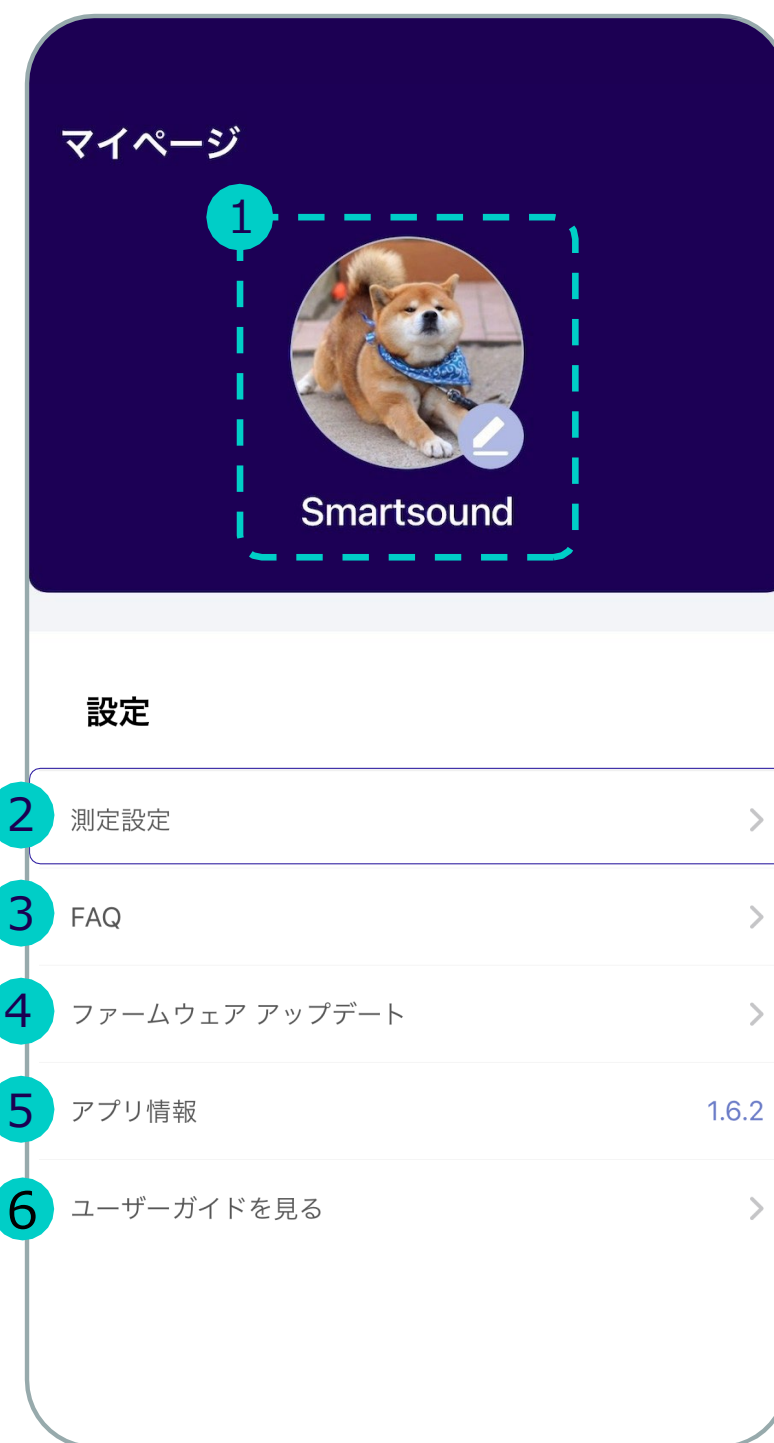 マイページ
1
Smartsound
設定
2 測定設定
3 FAQ
4 ファームウェア アップデート
5 アプリ情報 1.6.2
6 ユーザーガイドを見る